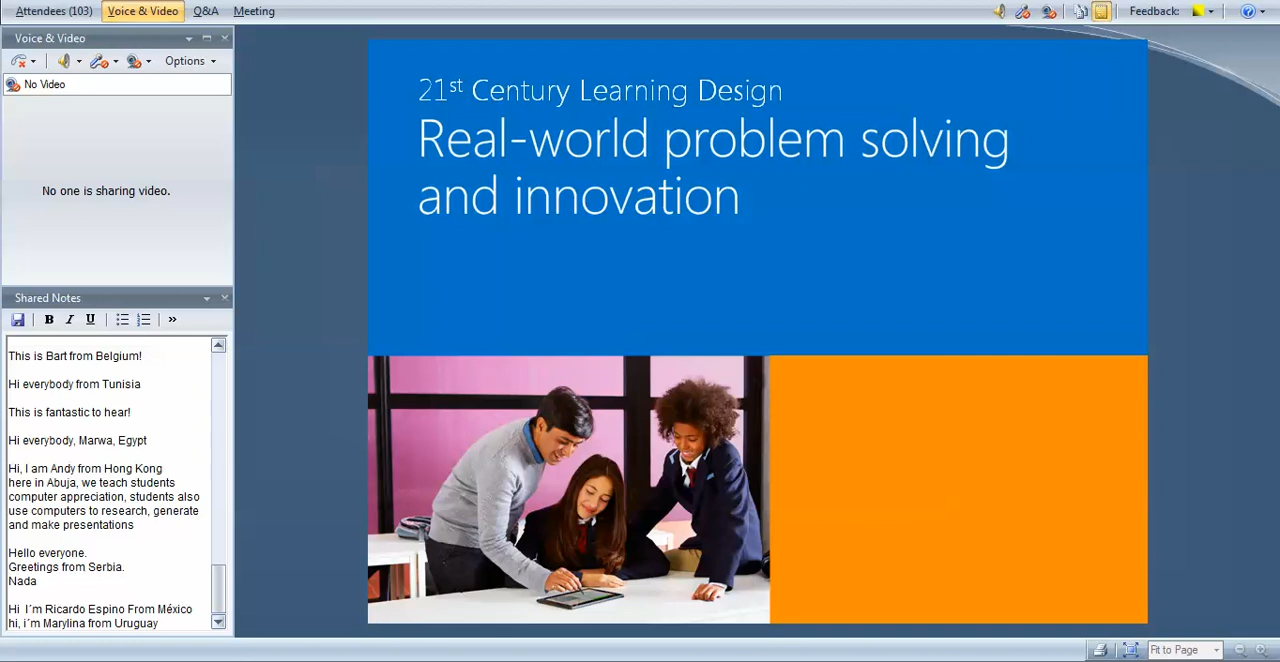 Attendees (103) Voice & Video Q&A Meeting Feedback:
Voice & Video
Options
No Video
No one is sharing video.
Shared Notes
B I U »
This is Bart from Belgium!
Hi everybody from Tunisia
This is fantastic to hear!
Hi everybody, Marwa, Egypt
Hi, I am Andy from Hong Kong
here in Abuja, we teach students
computer appreciation, students also
use computers to research, generate
and make presentations
Hello everyone.
Greetings from Serbia.
Nada
Hi I´m Ricardo Espino From México
hi, i´m Marylina from Uruguay
21st Century Learning Design
Real-world problem solving
and innovation
Fit to Page